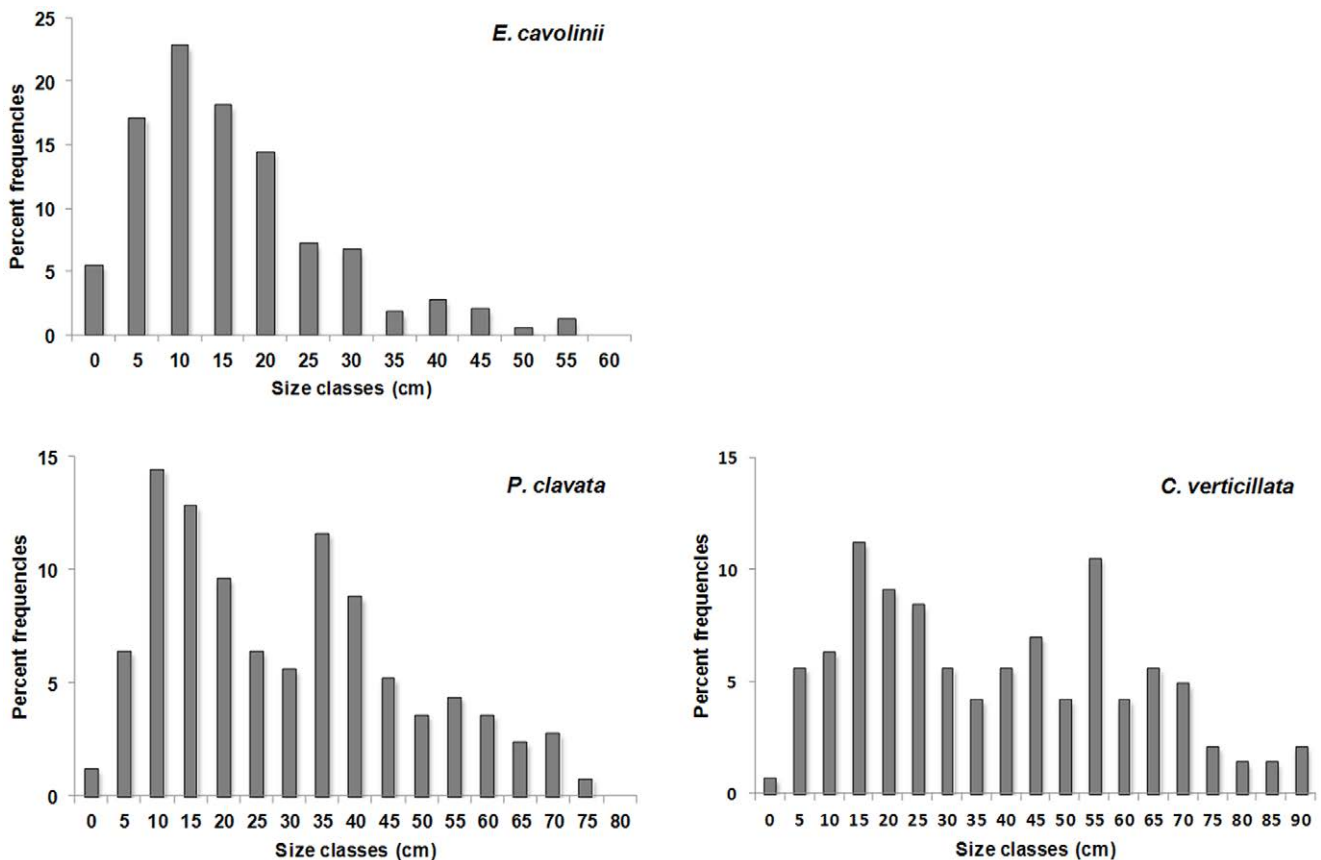 E. cavolinii
Percent frequencies
25
20
15
10
5
0
0 5 10 15 20 25 30 35 40 45 50 55 60
Size classes (cm)
P. clavata
Percent frequencies
15
10
5
0
0 5 10 15 20 25 30 35 40 45 50 55 60 65 70 75 80
Size classes (cm)
C. verticillata
Percent frequencies
15
10
5
0
0 5 10 15 20 25 30 35 40 45 50 55 60 65 70 75 80 85 90
Size classes (cm)